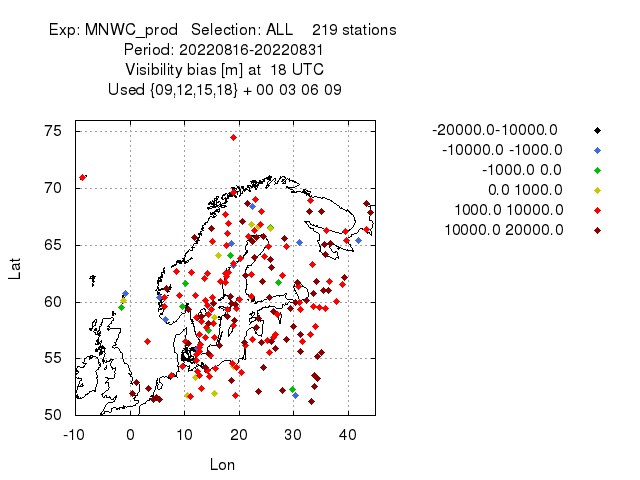 Exp: MNWC_prod   Selection: ALL    219 stations
Period: 20220816-20220831
Visibility bias [m] at  18 UTC
Used {09,12,15,18} + 00 03 06 09
-20000.0-10000.0
-10000.0 -1000.0
-1000.0 0.0
0.0 1000.0
1000.0 10000.0
10000.0 20000.0
75
70
65
60
55
50
Lat
-10 0 10 20 30 40
Lon